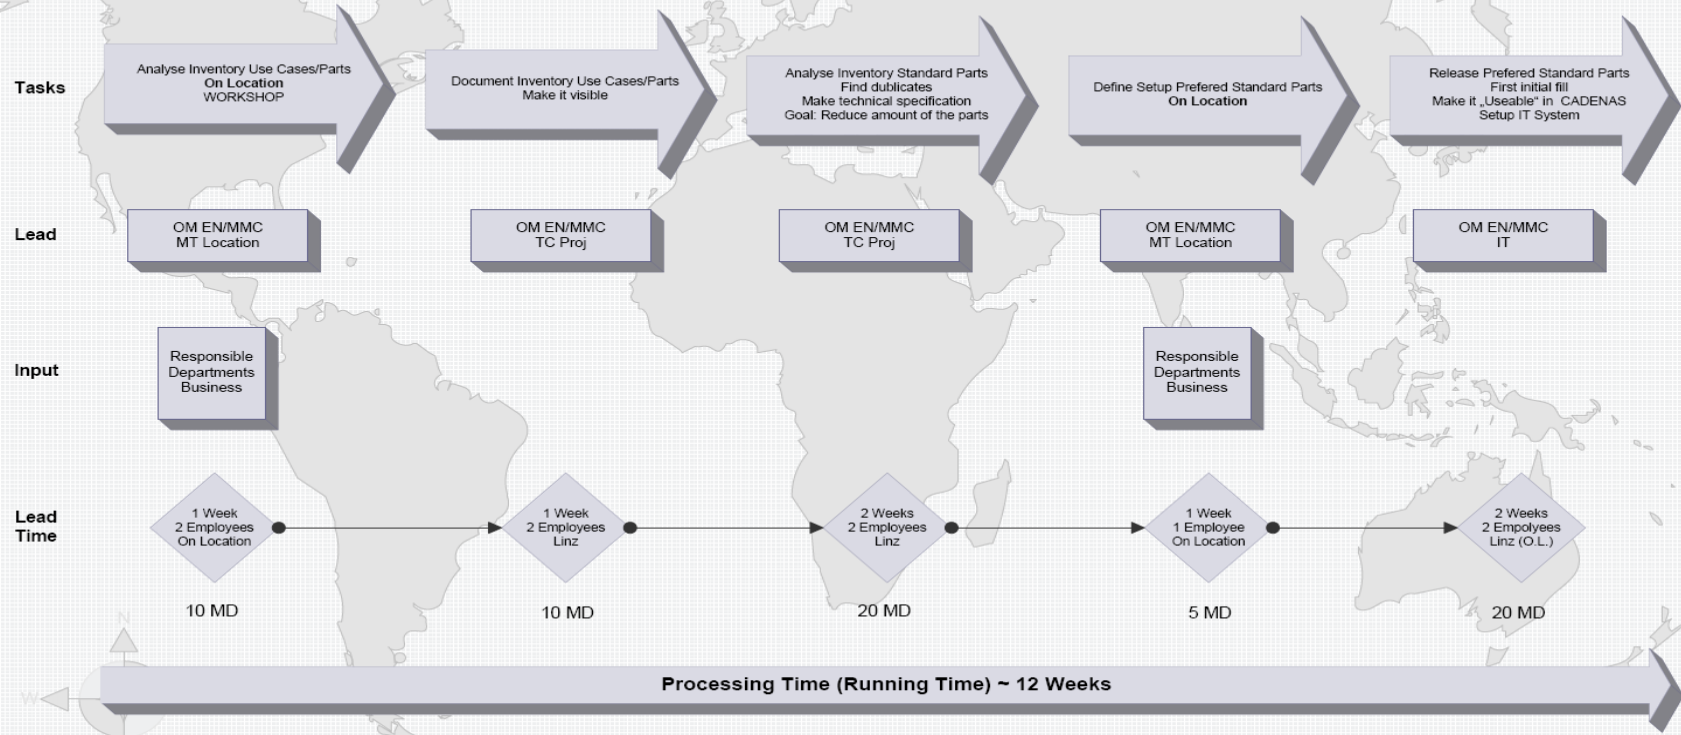 Tasks
Analyse Inventory Use Cases/Parts
On Location
WORKSHOP
Document Inventory Use Cases/Parts
Make it visible
Analyse Inventory Standard Parts
Find dublicates
Make technical specification
Goal: Reduce amount of the parts
Define Setup Prefered Standard Parts
On Location
Release Prefered Standard Parts
First initial fill
Make it „Useable“ in CADENAS
Setup IT System
Lead
OM EN/MMC
MT Location
OM EN/MMC
TC Proj
OM EN/MMC
TC Proj
OM EN/MMC
MT Location
OM EN/MMC
IT
Input
Responsible
Departments
Business
Responsible
Departments
Business
Lead
Time
1 Week
2 Employees
On Location
1 Week
2 Employees
Linz
2 Weeks
2 Employees
Linz
1 Week
1 Employee
On Location
2 Weeks
2 Empolyees
Linz (O.L.)
10 MD
10 MD
20 MD
5 MD
20 MD
N
W
Processing Time (Running Time) ~ 12 Weeks